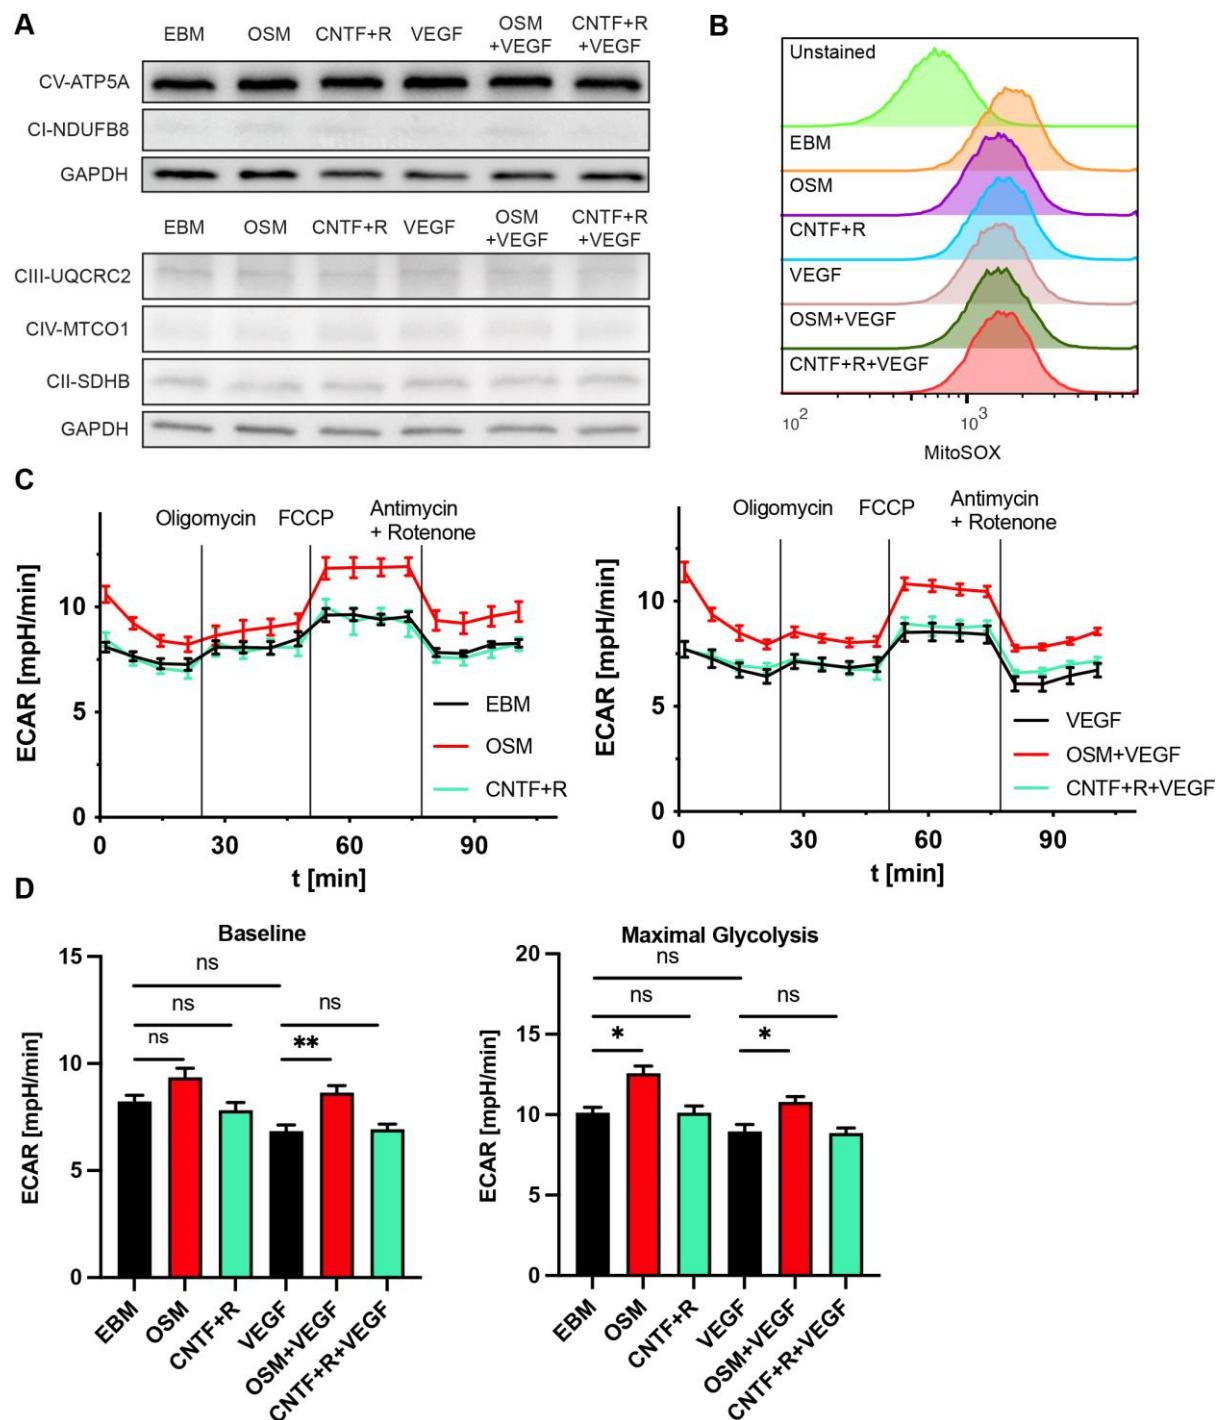 A
EBM OSM CNTF+R VEGF OSM +VEGF CNTF+R +VEGF
CV-ATP5A
CI-NDUFB8
GAPDH
EBM OSM CNTF+R VEGF OSM +VEGF CNTF+R +VEGF
CIII-UQCRC2
CIV-MTCO1
CII-SDHB
GAPDH
B
Unstained
EBM
OSM
CNTF+R
VEGF
OSM+VEGF
CNTF+R+VEGF
10² 10³
MitoSOX
C
Oligomycin FCCP Antimycin + Rotenone
ECAR [mpH/min]
10
5
0
EBM
OSM
CNTF+R
0 30 60 90
t [min]
Oligomycin FCCP Antimycin + Rotenone
ECAR [mpH/min]
10
5
0
VEGF
OSM+VEGF
CNTF+R+VEGF
0 30 60 90
t [min]
D
Baseline
ECAR [mpH/min]
15
10
5
0
ns
ns ns
ns **
EBM OSM CNTF+R VEGF OSM+VEGF CNTF+R+VEGF
Maximal Glycolysis
ECAR [mpH/min]
20
15
10
5
0
ns
ns ns
* *
EBM OSM CNTF+R VEGF OSM+VEGF CNTF+R+VEGF